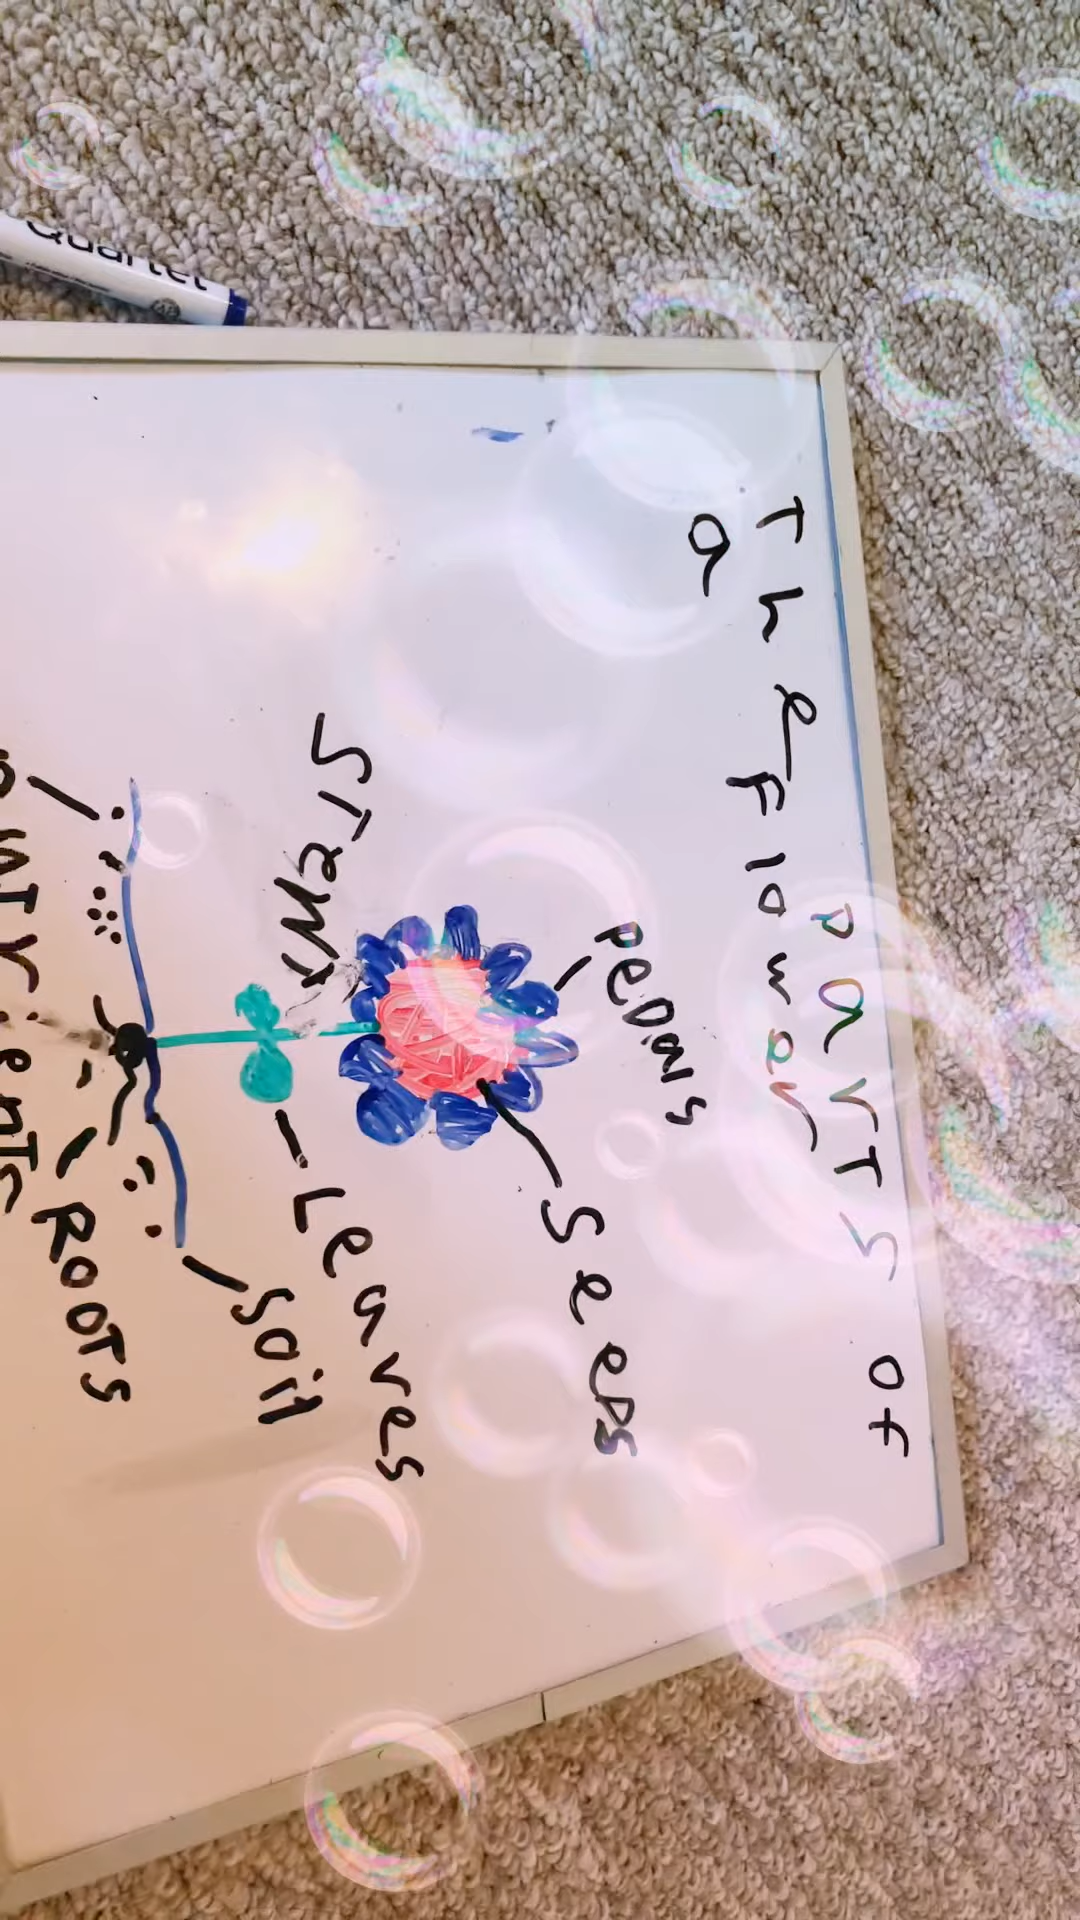 The parts of
a Flower
pedals
Seeds
STEM
Leaves
Soil
ROOTS
Quartet